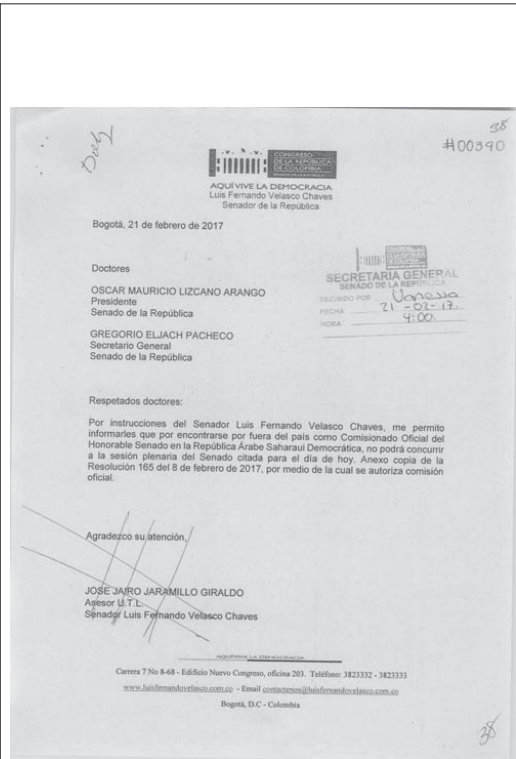 38
#00390
CONGRESO
DE LA REPÚBLICA
DE COLOMBIA
AQUÍ VIVE LA DEMOCRACIA
Luis Fernando Velasco Chaves
Senador de la República
Bogotá, 21 de febrero de 2017
Doctores
OSCAR MAURICIO LIZCANO ARANGO
Presidente
Senado de la República
GREGORIO ELJACH PACHECO
Secretario General
Senado de la República
SECRETARIA GENERAL
SENADO DE LA REPÚBLICA
RECIBIDO POR Vanessa
FECHA 21-02-17.
HORA 4:00.
Respetados doctores:
Por instrucciones del Senador Luis Fernando Velasco Chaves, me permito
informarles que por encontrarse por fuera del país como Comisionado Oficial del
Honorable Senado en la República Árabe Saharaui Democrática, no podrá concurrir
a la sesión plenaria del Senado citada para el día de hoy. Anexo copia de la
Resolución 165 del 8 de febrero de 2017, por medio de la cual se autoriza comisión
oficial.
Agradezco su atención,
JOSE JAIRO JARAMILLO GIRALDO
Asesor U.T.L.
Senador Luis Fernando Velasco Chaves
AQUÍ VIVE LA DEMOCRACIA
Carrera 7 No 8-68 - Edificio Nuevo Congreso, oficina 203. Teléfono: 3823332 - 3823333
www.luisfernandovelasco.com.co - Email contactenos@luisfernandovelasco.com.co
Bogotá, D.C - Colombia
38